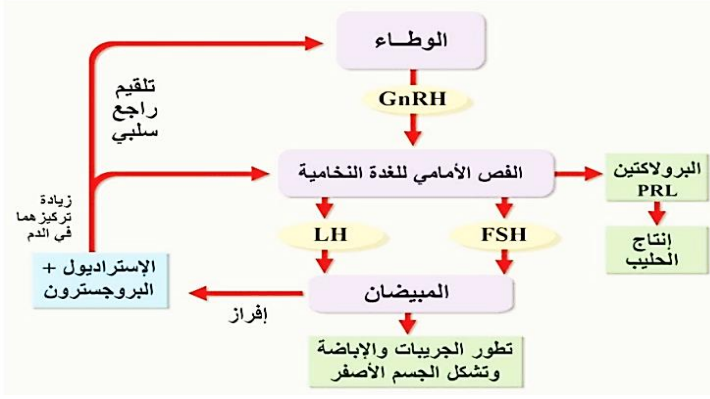 الوطــاء
تلقيم
راجع
سلبي
GnRH
الفص الأمامي للغدة النخامية
البرولاكتين
PRL
زيادة
تركيزهما
في الدم
LH
FSH
إنتاج
الحليب
الإستراديول +
البروجسترون
المبيضان
إفراز
تطور الجريبات والإباضة
وتشكل الجسم الأصفر